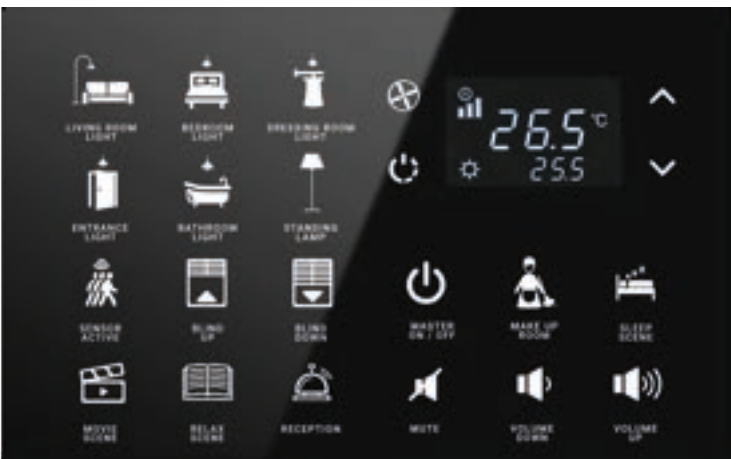 26.5 °C
25.5
LIVING ROOM
LIGHT
BEDROOM
LIGHT
DRESSING ROOM
LIGHT
ENTRANCE
LIGHT
BATHROOM
LIGHT
STANDING
LAMP
SENSOR
ACTIVE
BLIND
UP
BLIND
DOWN
MASTER
ON / OFF
MAKE UP
ROOM
SLEEP
SCENE
MOVIE
SCENE
RELAX
SCENE
RECEPTION
MUTE
VOLUME
DOWN
VOLUME
UP